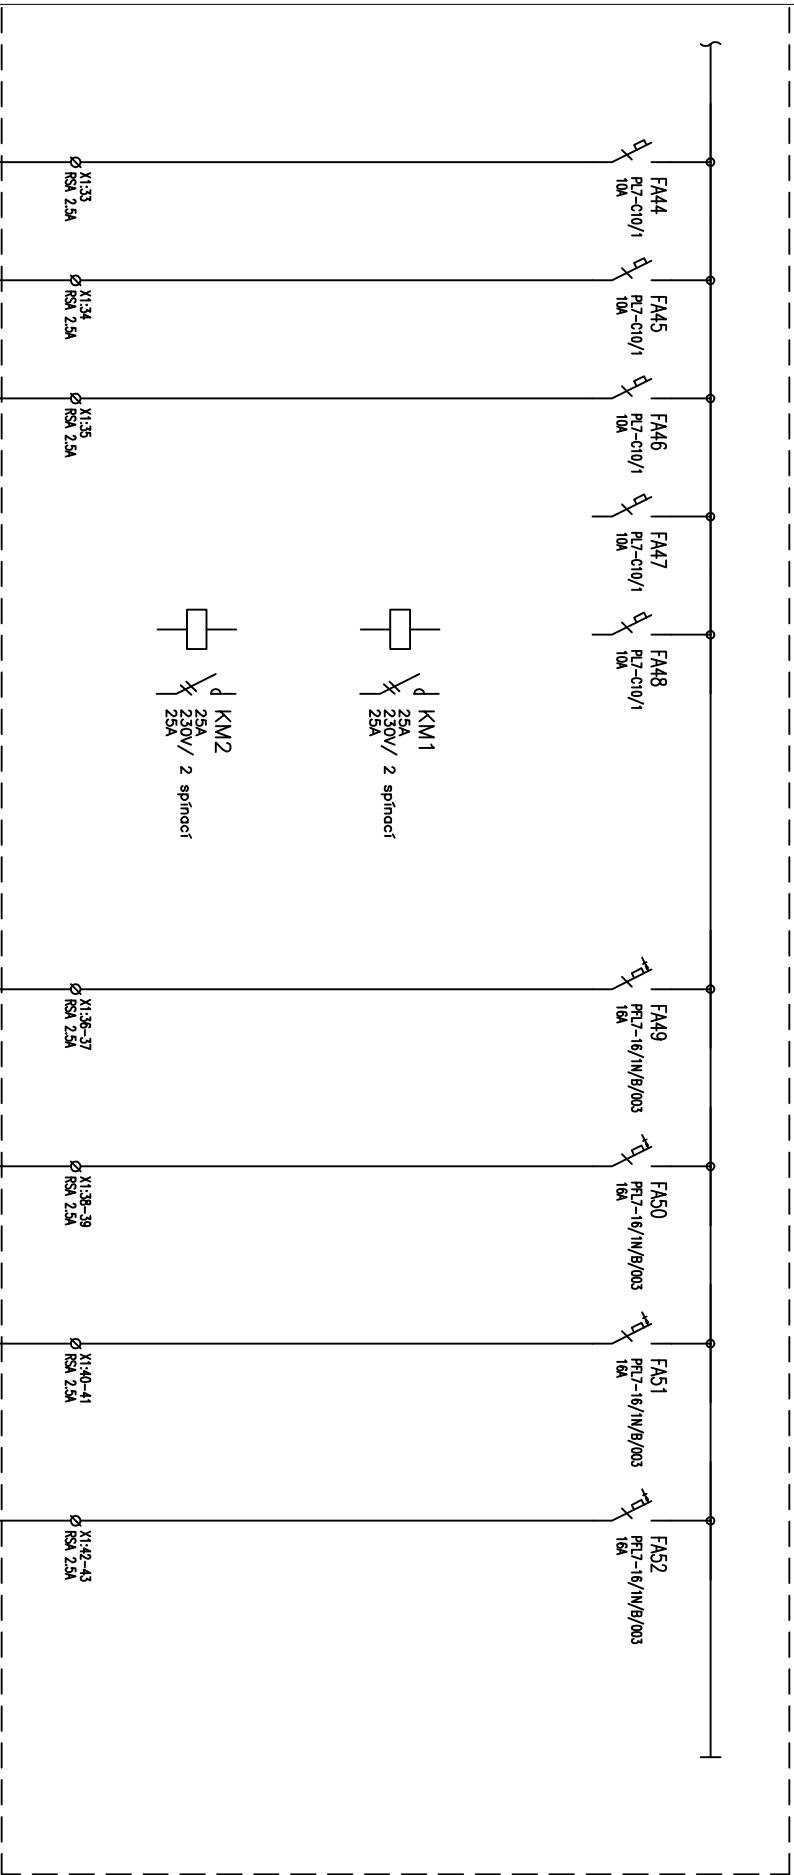 FA44
PL7-C10/1
10A
FA45
PL7-C10/1
10A
FA46
PL7-C10/1
10A
FA47
PL7-C10/1
10A
FA48
PL7-C10/1
10A
FA49
PFL7-16/1N/B/003
16A
FA50
PFL7-16/1N/B/003
16A
FA51
PFL7-16/1N/B/003
16A
FA52
PFL7-16/1N/B/003
16A
KM1
25A
230V/ 2 spínací
25A
KM2
25A
230V/ 2 spínací
25A
X1:33
RSA 2.5A
X1:34
RSA 2.5A
X1:35
RSA 2.5A
X1:36-37
RSA 2.5A
X1:38-39
RSA 2.5A
X1:40-41
RSA 2.5A
X1:42-43
RSA 2.5A